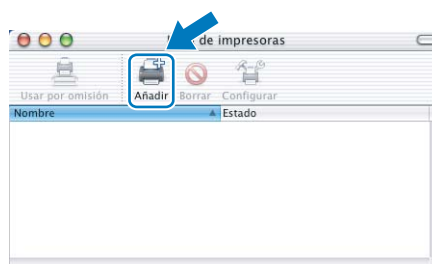 de impresoras
Usar por omisión Añadir Borrar Configurar
Nombre Estado